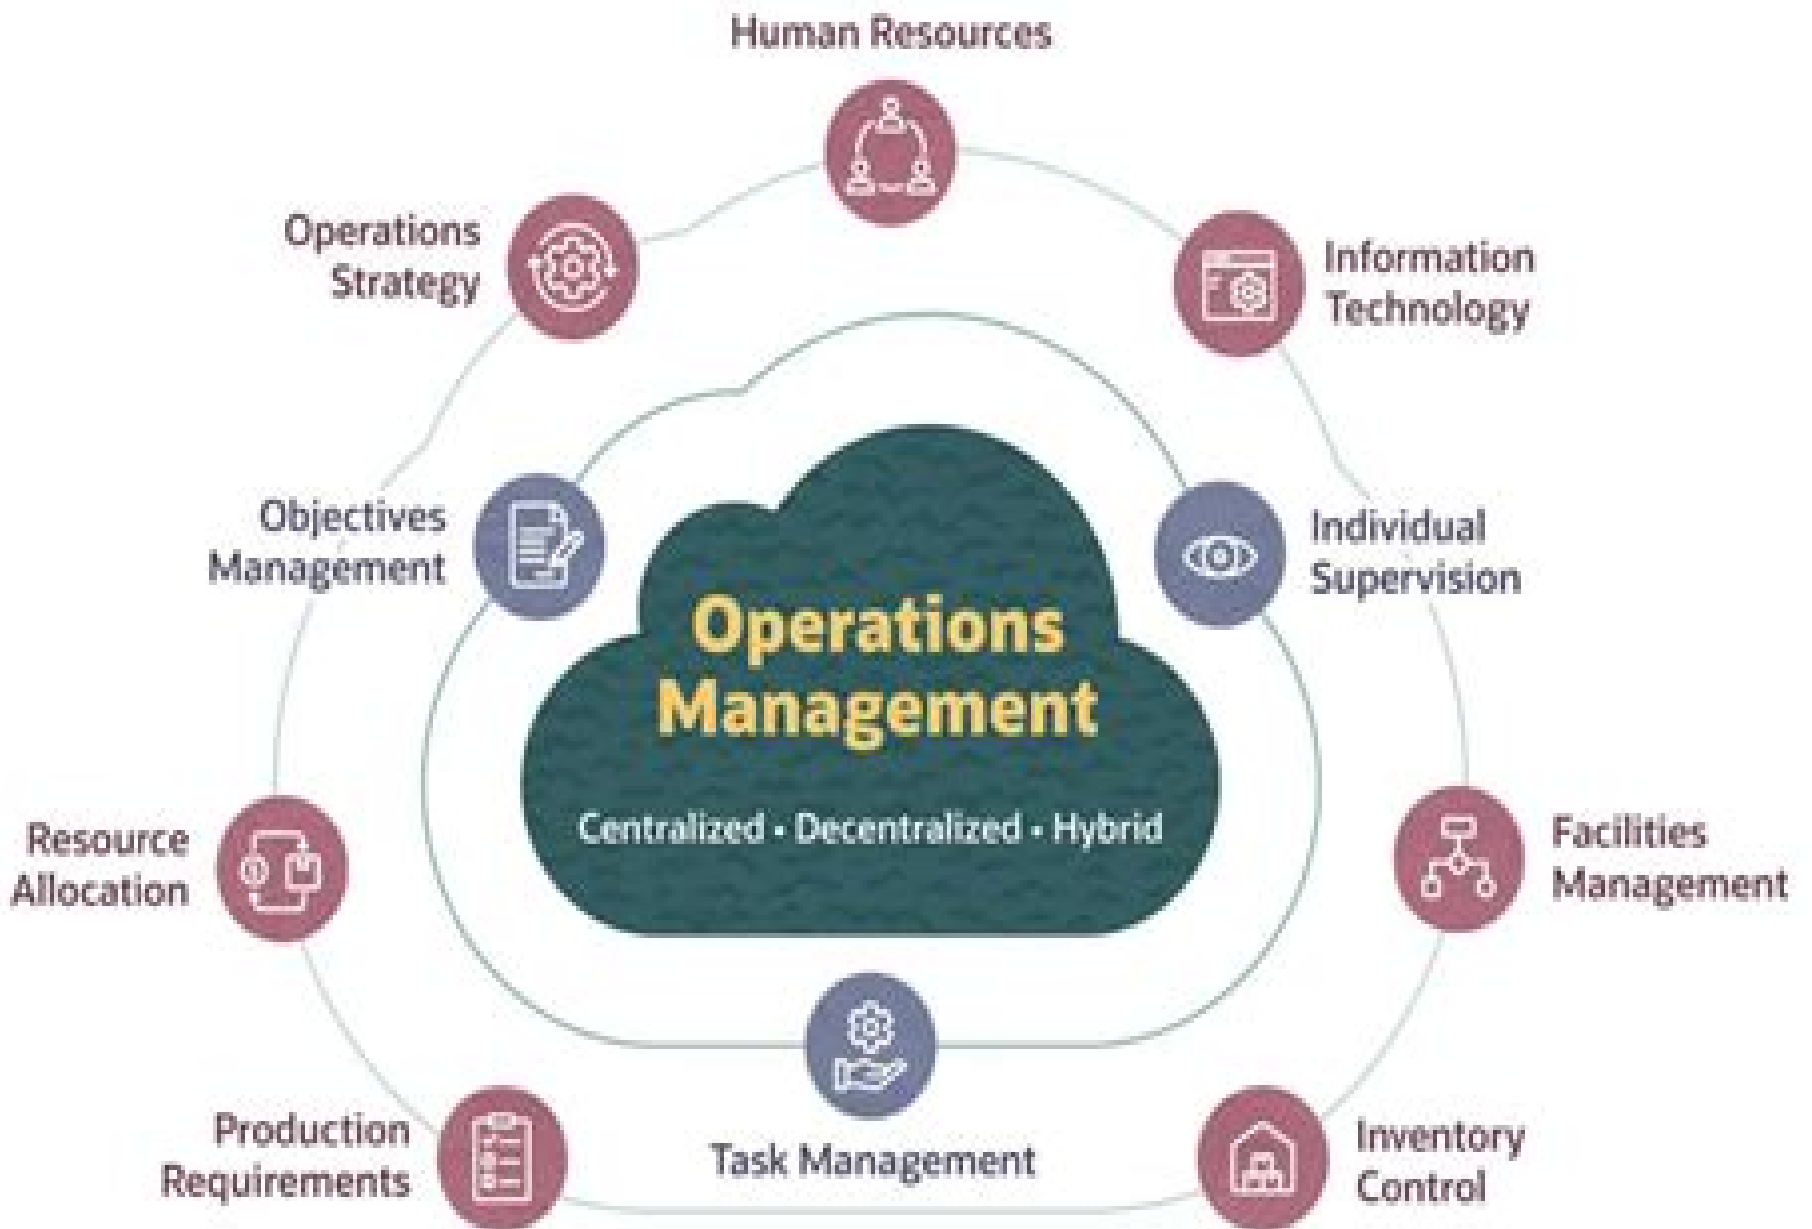 Human Resources
Operations
Strategy
Information
Technology
Objectives
Management
Individual
Supervision
Operations
Management
Centralized • Decentralized • Hybrid
Resource
Allocation
Facilities
Management
Production
Requirements
Task Management
Inventory
Control